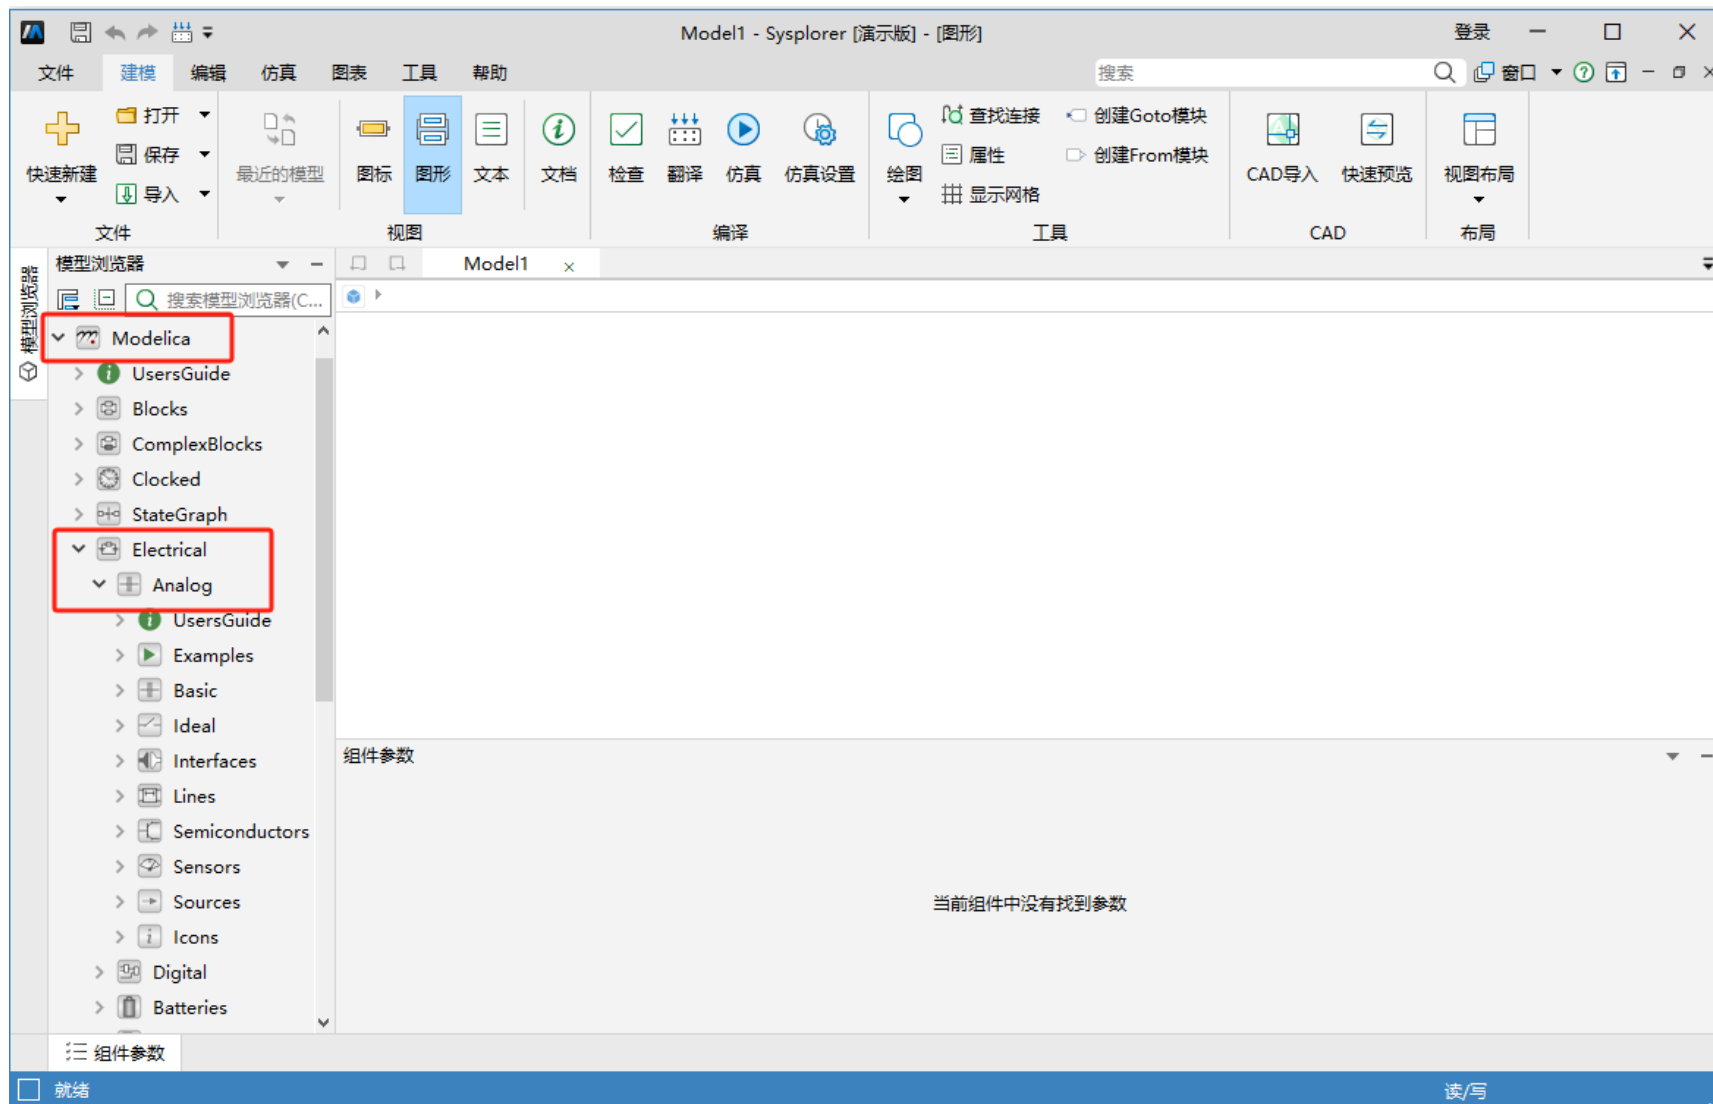 Model1 - Sysplorer [演示版] - [图形]
登录
文件 建模 编辑 仿真 图表 工具 帮助
搜索
窗口
快速新建
打开
保存
导入
文件
最近的模型
图标
图形
文本
文档
视图
检查
翻译
仿真
仿真设置
编译
绘图
查找连接
属性
显示网格
创建Goto模块
创建From模块
工具
CAD导入
快速预览
CAD
视图布局
布局
模型浏览器
模型浏览器
搜索模型浏览器(C...
Model1
Modelica
UsersGuide
Blocks
ComplexBlocks
Clocked
StateGraph
Electrical
Analog
UsersGuide
Examples
Basic
Ideal
Interfaces
Lines
Semiconductors
Sensors
Sources
Icons
Digital
Batteries
组件参数
当前组件中没有找到参数
组件参数
就绪
读/写